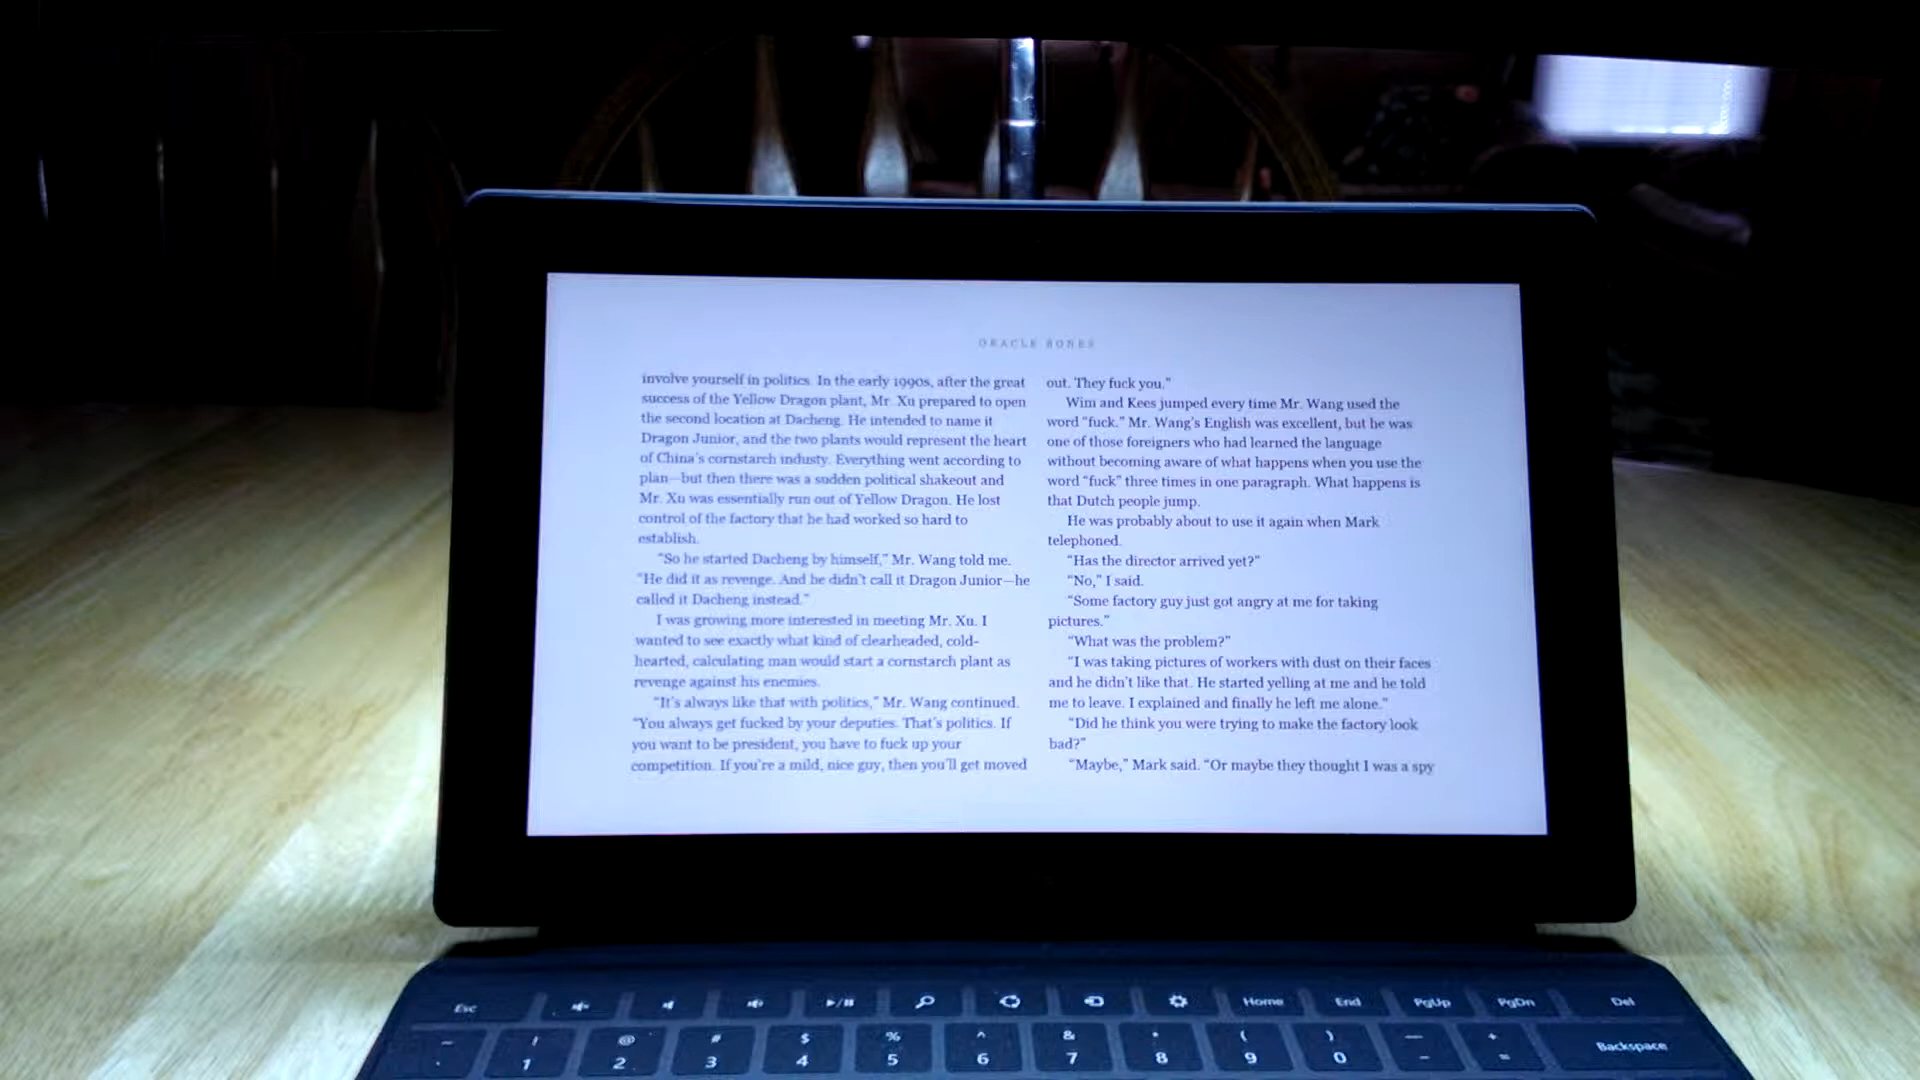 ORACLE BONES
involve yourself in politics. In the early 1990s, after the great
success of the Yellow Dragon plant, Mr. Xu prepared to open
the second location at Dacheng. He intended to name it
Dragon Junior, and the two plants would represent the heart
of China's cornstarch industy. Everything went according to
plan—but then there was a sudden political shakeout and
Mr. Xu was essentially run out of Yellow Dragon. He lost
control of the factory that he had worked so hard to
establish.
"So he started Dacheng by himself," Mr. Wang told me.
"He did it as revenge. And he didn't call it Dragon Junior—he
called it Dacheng instead."
I was growing more interested in meeting Mr. Xu. I
wanted to see exactly what kind of clearheaded, cold-
hearted, calculating man would start a cornstarch plant as
revenge against his enemies.
"It's always like that with politics," Mr. Wang continued.
"You always get fucked by your deputies. That's politics. If
you want to be president, you have to fuck up your
competition. If you're a mild, nice guy, then you'll get moved
out. They fuck you."
Wim and Kees jumped every time Mr. Wang used the
word "fuck." Mr. Wang's English was excellent, but he was
one of those foreigners who had learned the language
without becoming aware of what happens when you use the
word "fuck" three times in one paragraph. What happens is
that Dutch people jump.
He was probably about to use it again when Mark
telephoned.
"Has the director arrived yet?"
"No," I said.
"Some factory guy just got angry at me for taking
pictures."
"What was the problem?"
"I was taking pictures of workers with dust on their faces
and he didn't like that. He started yelling at me and he told
me to leave. I explained and finally he left me alone."
"Did he think you were trying to make the factory look
bad?"
"Maybe," Mark said. "Or maybe they thought I was a spy
Esc Home End PgUp PgDn Del
! @ # $ % ^ & * ( ) — +
1 2 3 4 5 6 7 8 9 0 - = Backspace